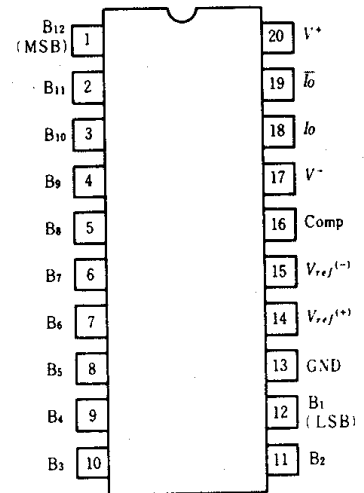 B₁₂ 1 20 V⁺
(MSB)
B₁₁ 2 19 I̅o̅
B₁₀ 3 18 Io
B₉ 4 17 V⁻
B₈ 5 16 Comp
B₇ 6 15 Vref⁽⁻⁾
B₆ 7 14 Vref⁽⁺⁾
B₅ 8 13 GND
B₄ 9 12 B₁
(LSB)
B₃ 10 11 B₂